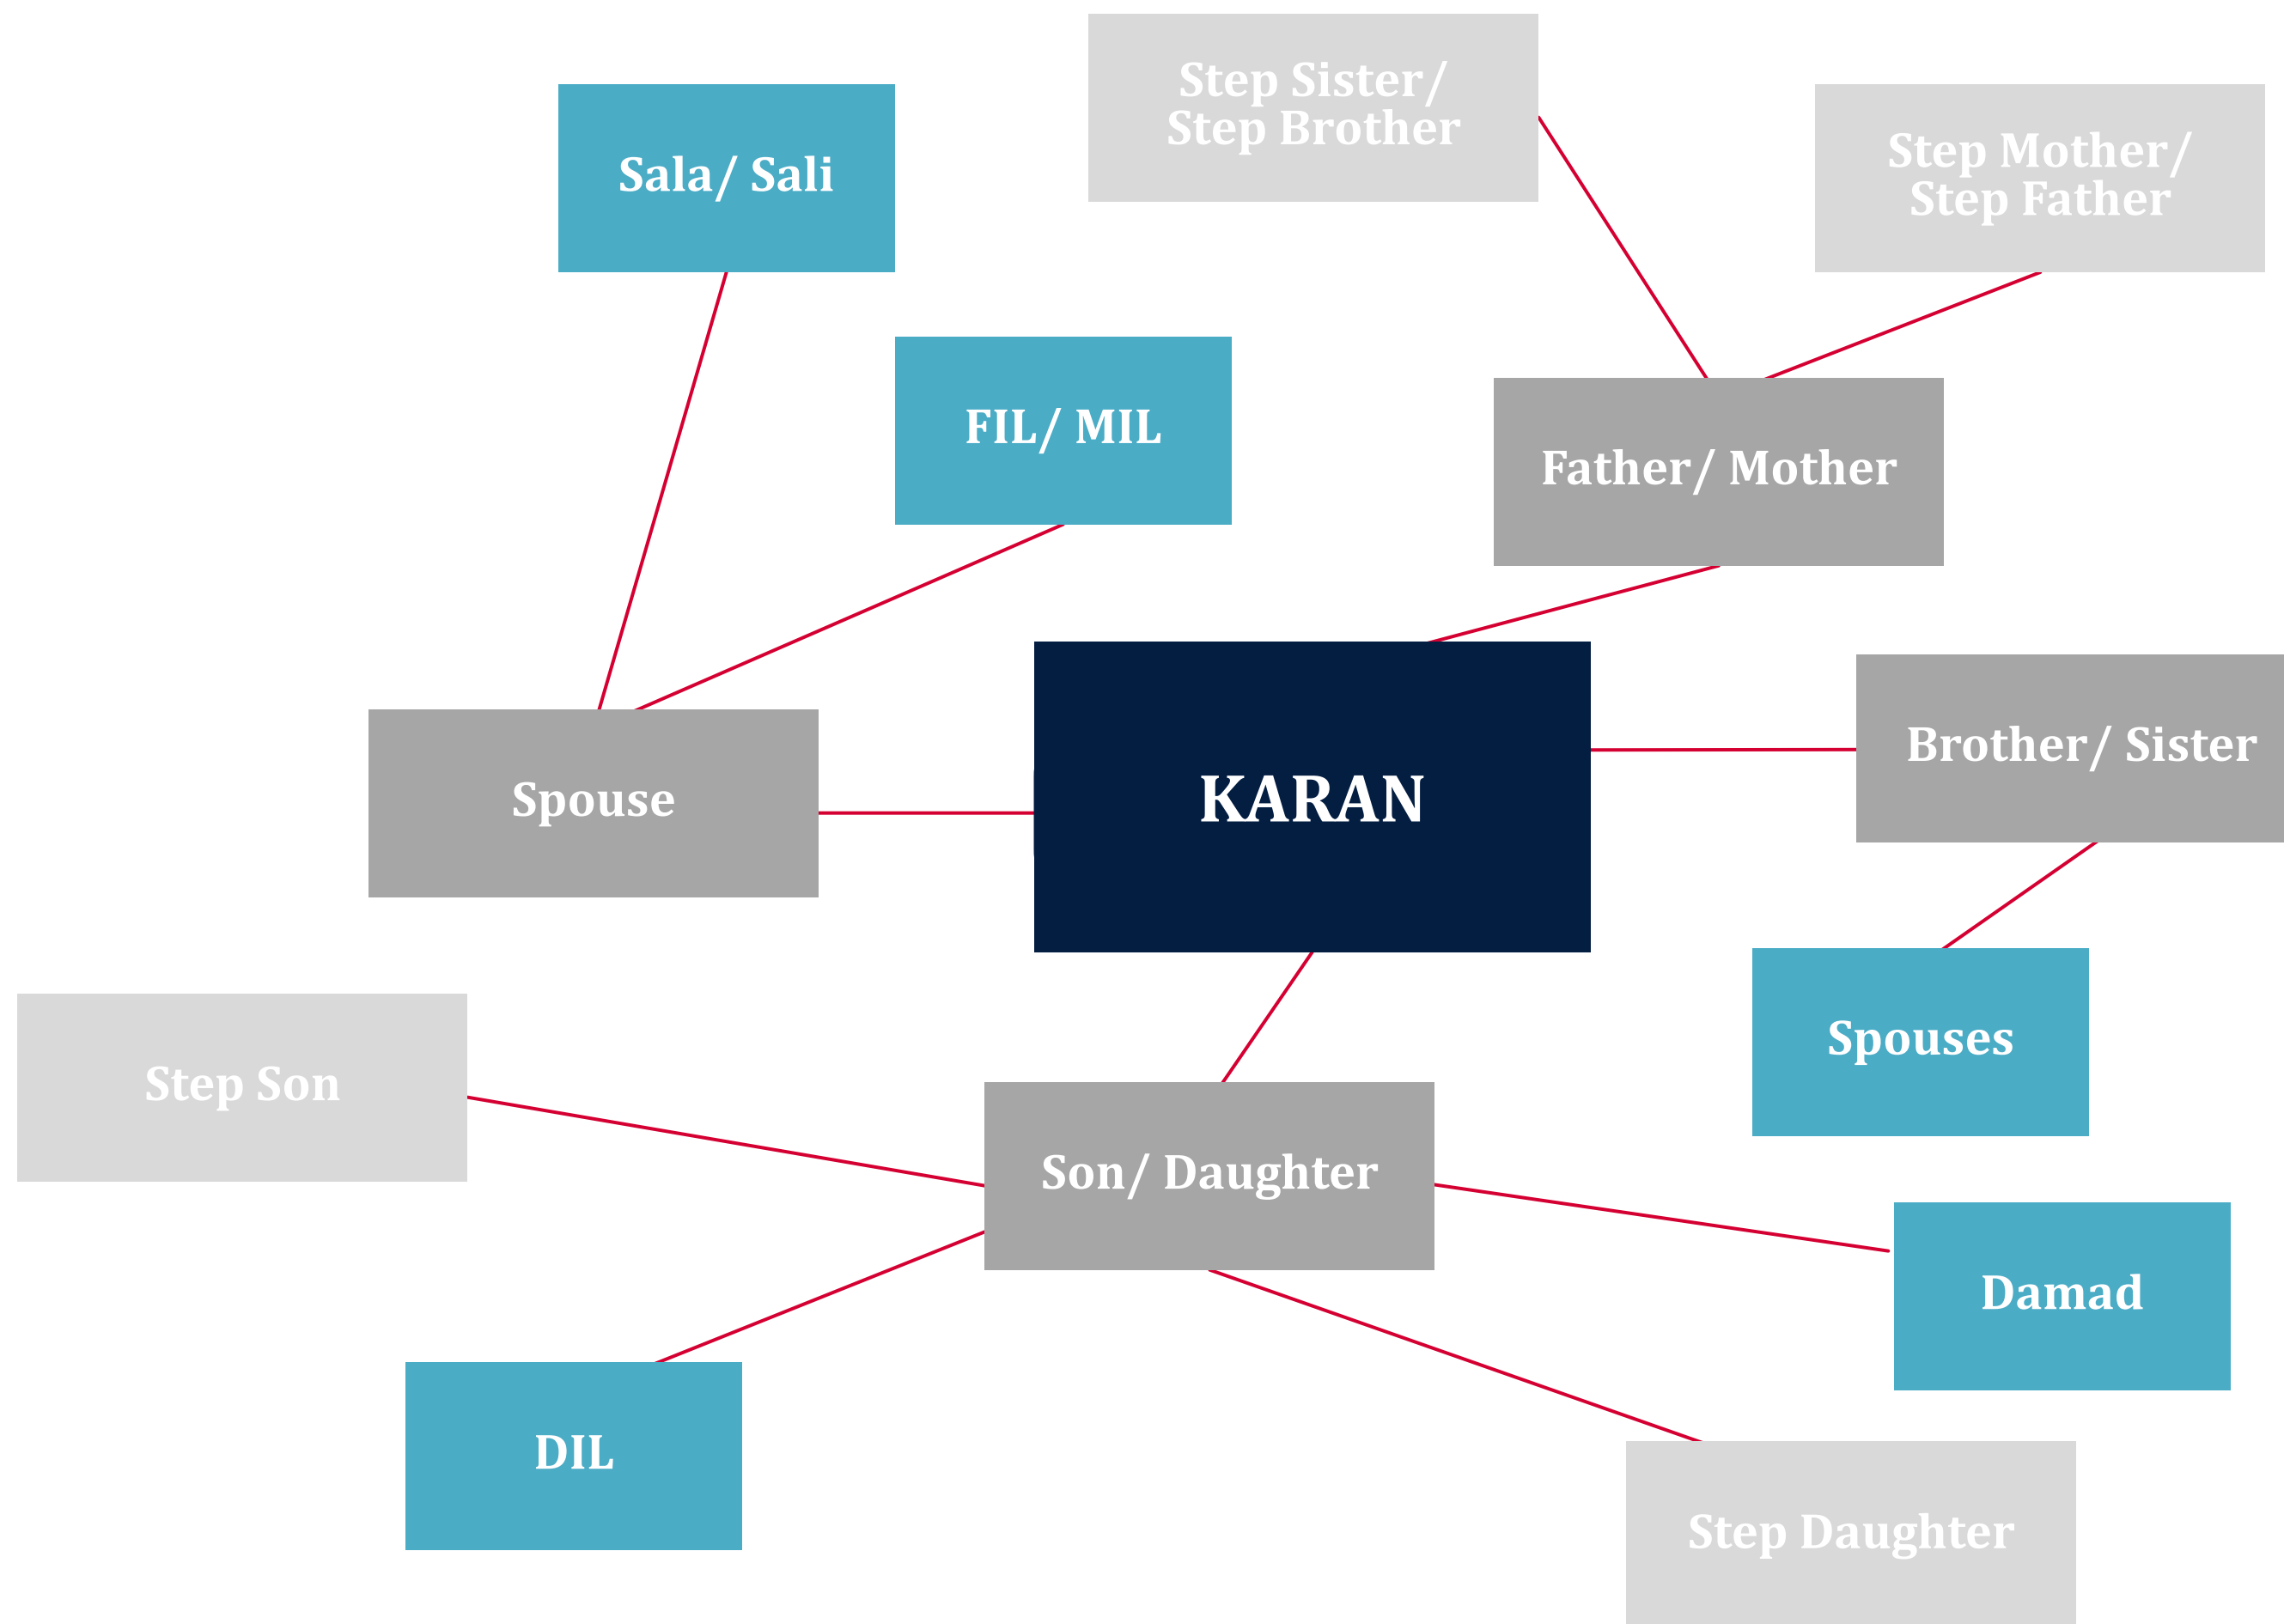 Step Sister/
Step Brother
Sala/ Sali
Step Mother/
Step Father
FIL/ MIL
Father/ Mother
Spouse
KARAN
Brother/ Sister
Step Son
Spouses
Son/ Daughter
Damad
DIL
Step Daughter